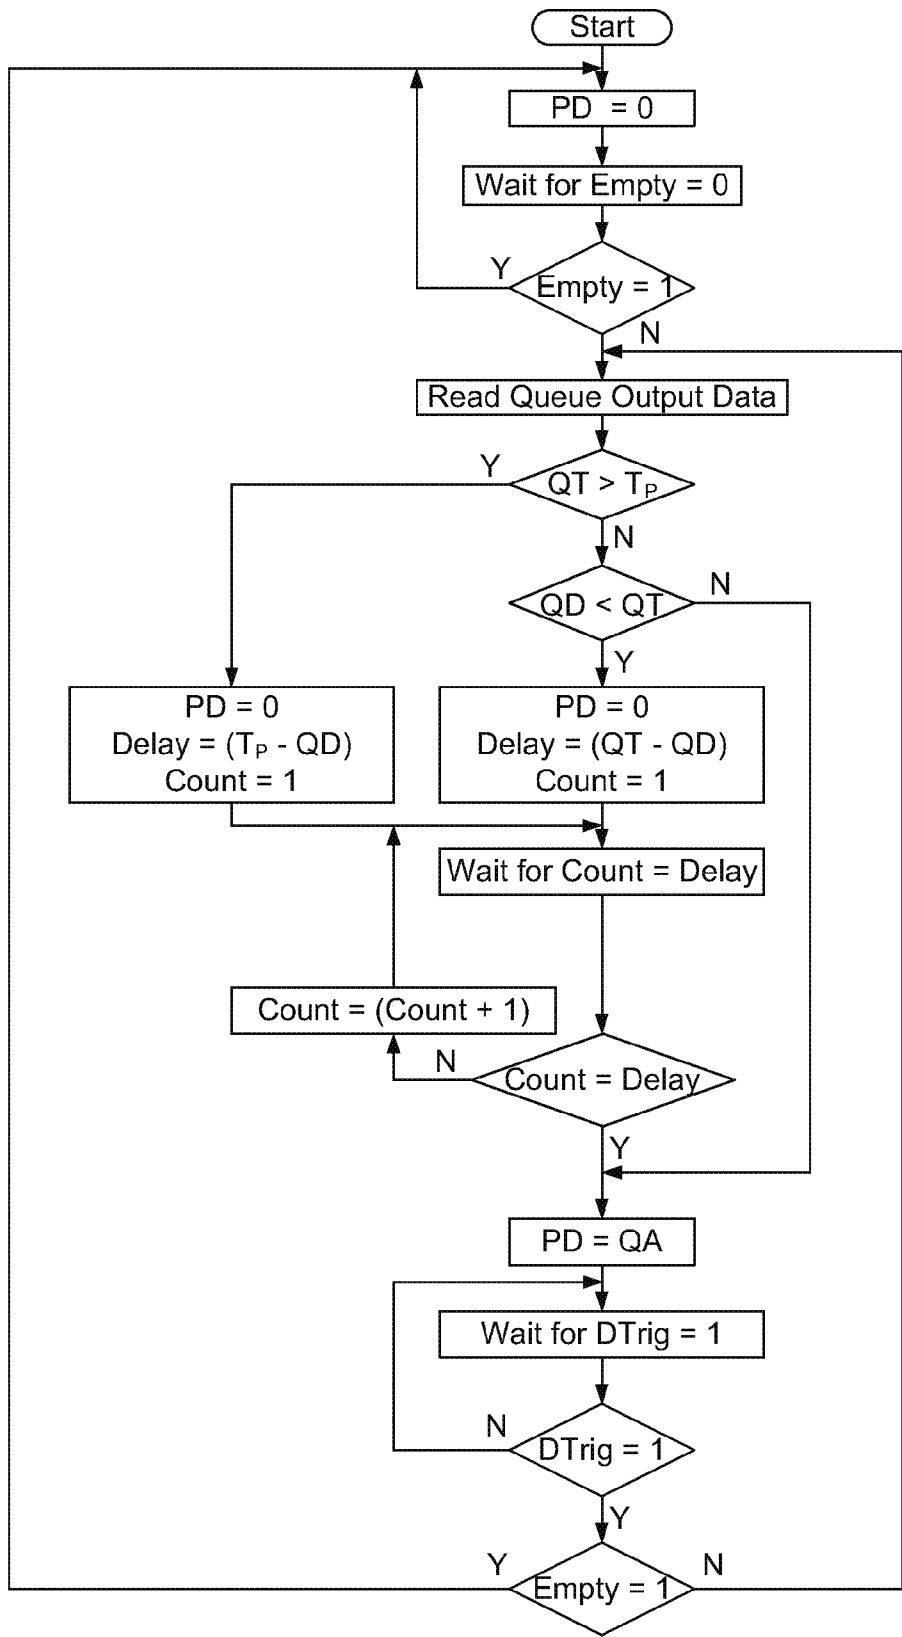 Start
PD = 0
Wait for Empty = 0
Y
Empty = 1
N
Read Queue Output Data
Y
QT > TP
N
QD < QT
N
Y
PD = 0
Delay = (TP - QD)
Count = 1
PD = 0
Delay = (QT - QD)
Count = 1
Wait for Count = Delay
Count = (Count + 1)
N
Count = Delay
Y
PD = QA
Wait for DTrig = 1
N
DTrig = 1
Y
Y
Empty = 1
N